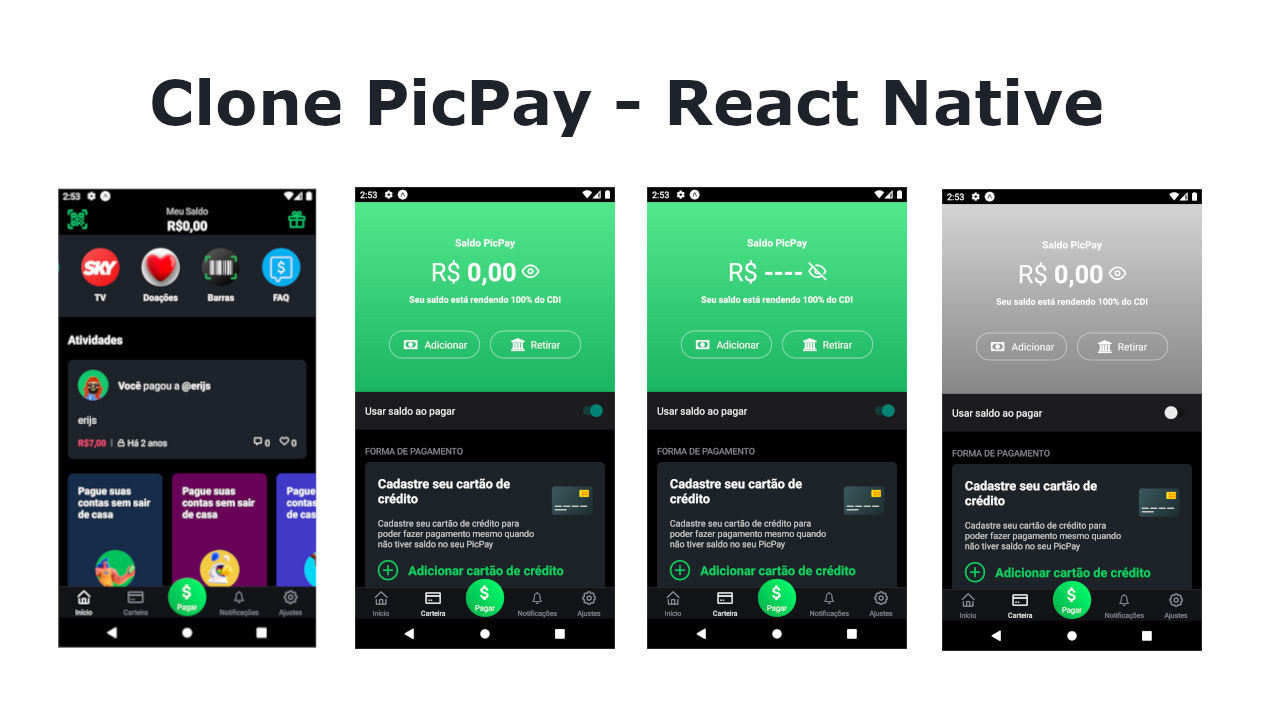 Clone PicPay - React Native
2:53
Meu Saldo
R$0,00
SKY
TV
Doações
Barras
FAQ
Atividades
Você pagou a @erijs
erijs
R$7,00 | Há 2 anos
0 0
Pague suas
contas sem sair
de casa
Pague suas
contas sem sair
de casa
Pague
contas
de casa
Início
Carteira
Pagar
Notificações
Ajustes
2:53
Saldo PicPay
R$ 0,00
Seu saldo está rendendo 100% do CDI
Adicionar
Retirar
Usar saldo ao pagar
FORMA DE PAGAMENTO
Cadastre seu cartão de
crédito
Cadastre seu cartão de crédito para
poder fazer pagamento mesmo quando
não tiver saldo no seu PicPay
Adicionar cartão de crédito
Início
Carteira
Pagar
Notificações
Ajustes
2:53
Saldo PicPay
R$ ----
Seu saldo está rendendo 100% do CDI
Adicionar
Retirar
Usar saldo ao pagar
FORMA DE PAGAMENTO
Cadastre seu cartão de
crédito
Cadastre seu cartão de crédito para
poder fazer pagamento mesmo quando
não tiver saldo no seu PicPay
Adicionar cartão de crédito
Início
Carteira
Pagar
Notificações
Ajustes
2:53
Saldo PicPay
R$ 0,00
Seu saldo está rendendo 100% do CDI
Adicionar
Retirar
Usar saldo ao pagar
FORMA DE PAGAMENTO
Cadastre seu cartão de
crédito
Cadastre seu cartão de crédito para
poder fazer pagamento mesmo quando
não tiver saldo no seu PicPay
Adicionar cartão de crédito
Início
Carteira
Pagar
Notificações
Ajustes